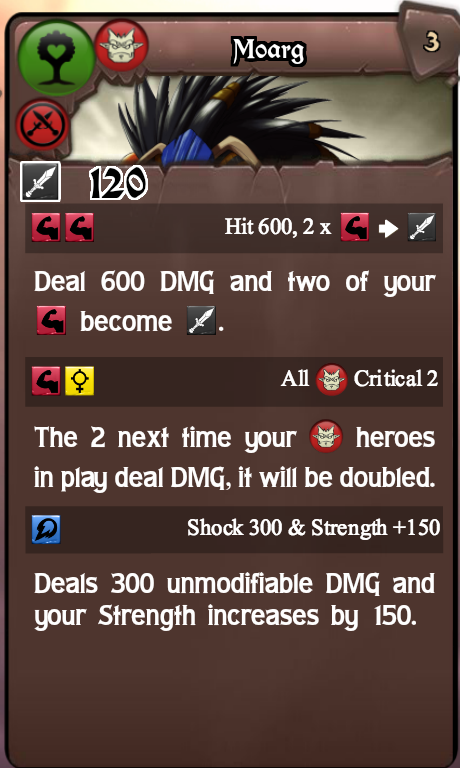 Moarg
3
120
Hit 600, 2 x
Deal 600 DMG and two of your
become .
All Critical 2
The 2 next time your heroes
in play deal DMG, it will be doubled.
Shock 300 & Strength +150
Deals 300 unmodifiable DMG and
your Strength increases by 150.